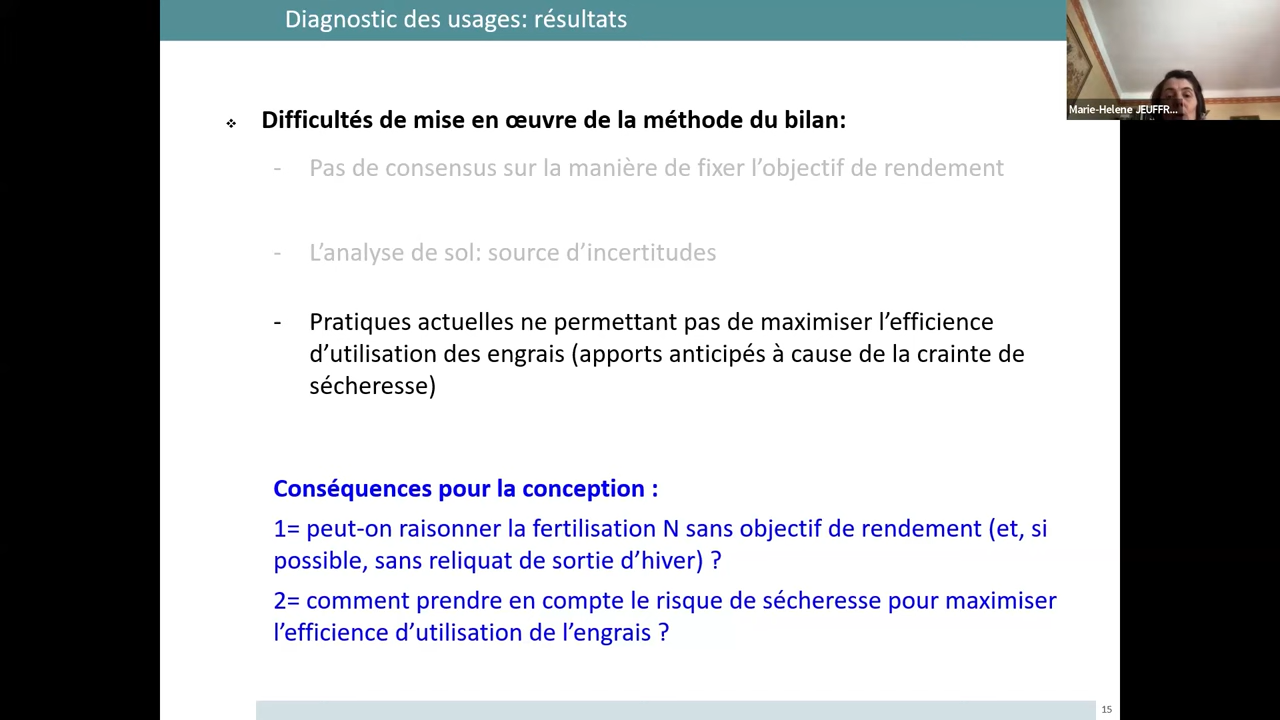 Diagnostic des usages: résultats
Marie-Helene JEUFFR...
❖ Difficultés de mise en œuvre de la méthode du bilan:
- Pas de consensus sur la manière de fixer l’objectif de rendement
- L’analyse de sol: source d’incertitudes
- Pratiques actuelles ne permettant pas de maximiser l’efficience
d’utilisation des engrais (apports anticipés à cause de la crainte de
sécheresse)
Conséquences pour la conception :
1= peut-on raisonner la fertilisation N sans objectif de rendement (et, si
possible, sans reliquat de sortie d’hiver) ?
2= comment prendre en compte le risque de sécheresse pour maximiser
l’efficience d’utilisation de l’engrais ?
15